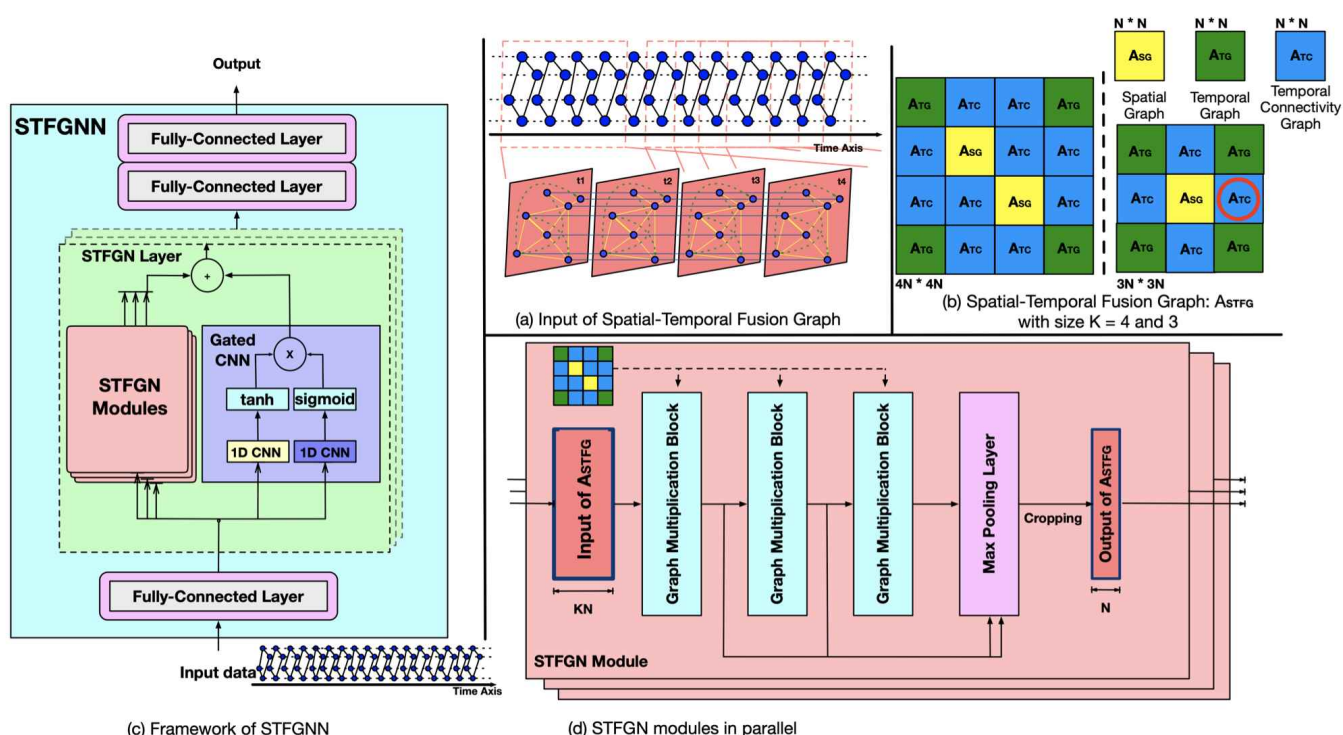 Output
STFGNN
Fully-Connected Layer
Fully-Connected Layer
STFGN Layer
+
STFGN
Modules
Gated
CNN
X
tanh
sigmoid
1D CNN
1D CNN
Fully-Connected Layer
Input data
Time Axis
(c) Framework of STFGNN
Time Axis
t1
t2
t3
t4
(a) Input of Spatial-Temporal Fusion Graph
N * N
N * N
N * N
ASG
ATG
ATC
Spatial
Graph
Temporal
Graph
Temporal
Connectivity
Graph
ATG ATC ATC ATG
ATC ASG ATC ATC
ATC ATC ASG ATC
ATG ATC ATC ATG
4N * 4N
ATG ATC ATG
ATC ASG ATC
ATG ATC ATG
3N * 3N
(b) Spatial-Temporal Fusion Graph: ASTFG
with size K = 4 and 3
Input of ASTFG
KN
Graph Multiplication Block
Graph Multiplication Block
Graph Multiplication Block
Max Pooling Layer
Cropping
Output of ASTFG
N
STFGN Module
(d) STFGN modules in parallel